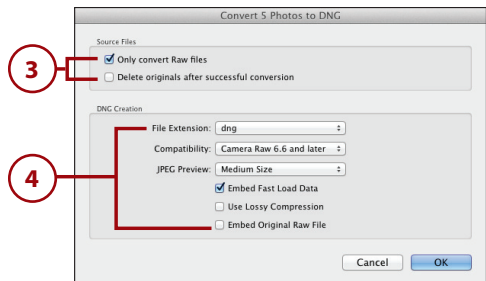 Convert 5 Photos to DNG
Source Files
3
Only convert Raw files
Delete originals after successful conversion
DNG Creation
File Extension: dng
Compatibility: Camera Raw 6.6 and later
JPEG Preview: Medium Size
4
Embed Fast Load Data
Use Lossy Compression
Embed Original Raw File
Cancel OK